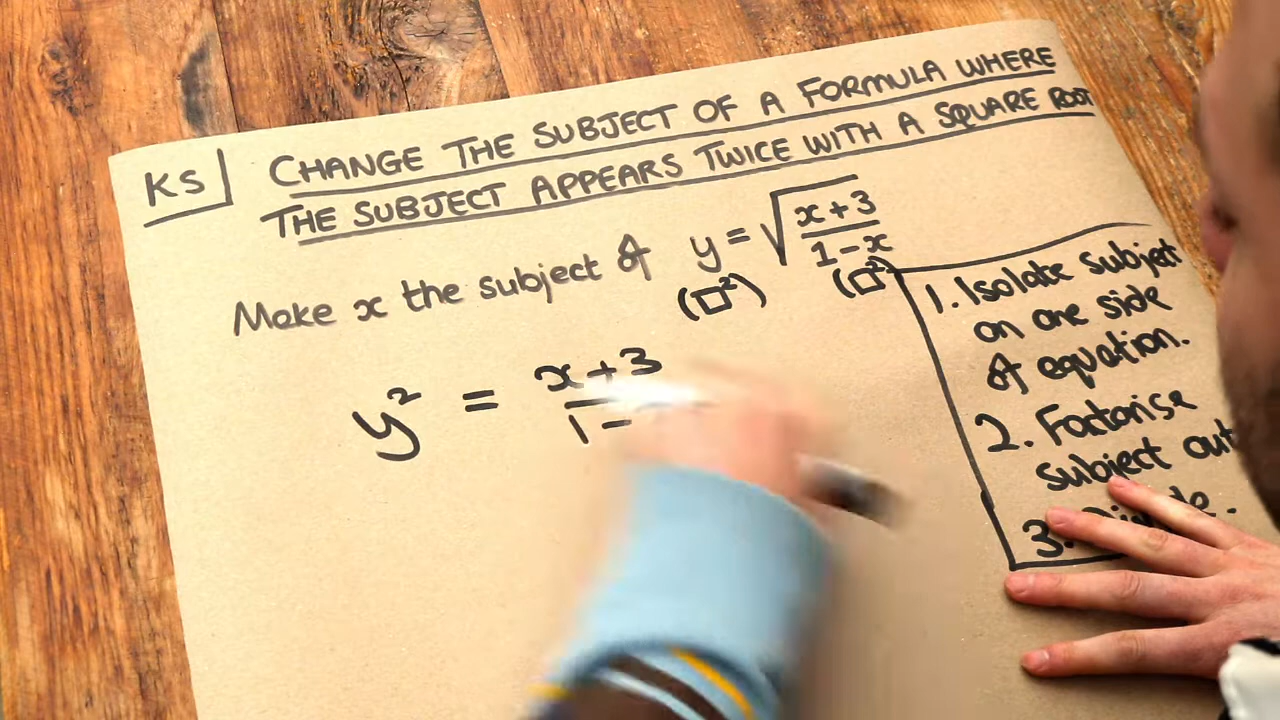 KS
CHANGE THE SUBJECT OF A FORMULA WHERE
THE SUBJECT APPEARS TWICE WITH A SQUARE ROOT
Make x the subject of y = √((x+3)/(1-x))
(□²) (□²)
y² = (x+3)/(1-
1. Isolate subject
on one side
of equation.
2. Factorise
subject out
3.